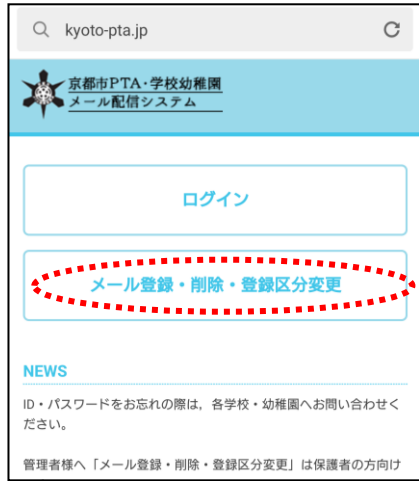 kyoto-pta.jp
京都市PTA・学校幼稚園
メール配信システム
ログイン
メール登録・削除・登録区分変更
NEWS
ID・パスワードをお忘れの際は，各学校・幼稚園へお問い合わせく
ださい。
管理者様へ「メール登録・削除・登録区分変更」は保護者の方向け